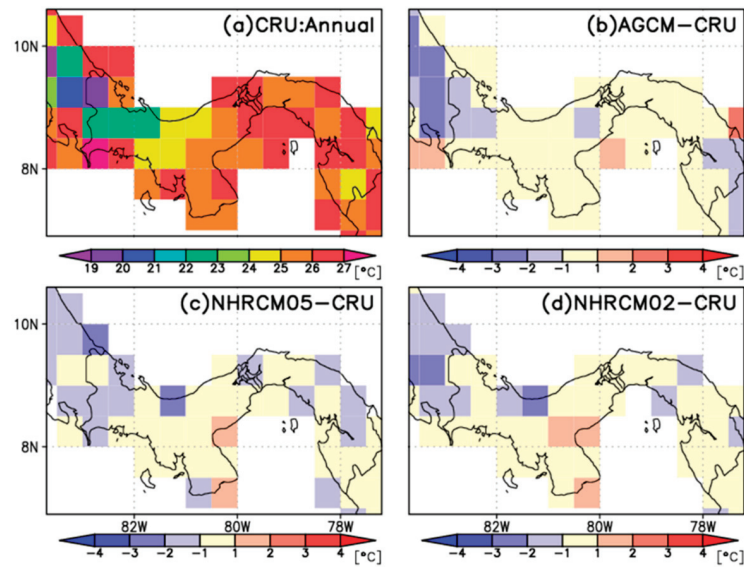 (a)CRU:Annual
(b)AGCM-CRU
10N
8N
19 20 21 22 23 24 25 26 27
[°C]
-4 -3 -2 -1 1 2 3 4
[°C]
(c)NHRCM05-CRU
(d)NHRCM02-CRU
10N
8N
82W 80W 78W
82W 80W 78W
-4 -3 -2 -1 1 2 3 4
[°C]
-4 -3 -2 -1 1 2 3 4
[°C]